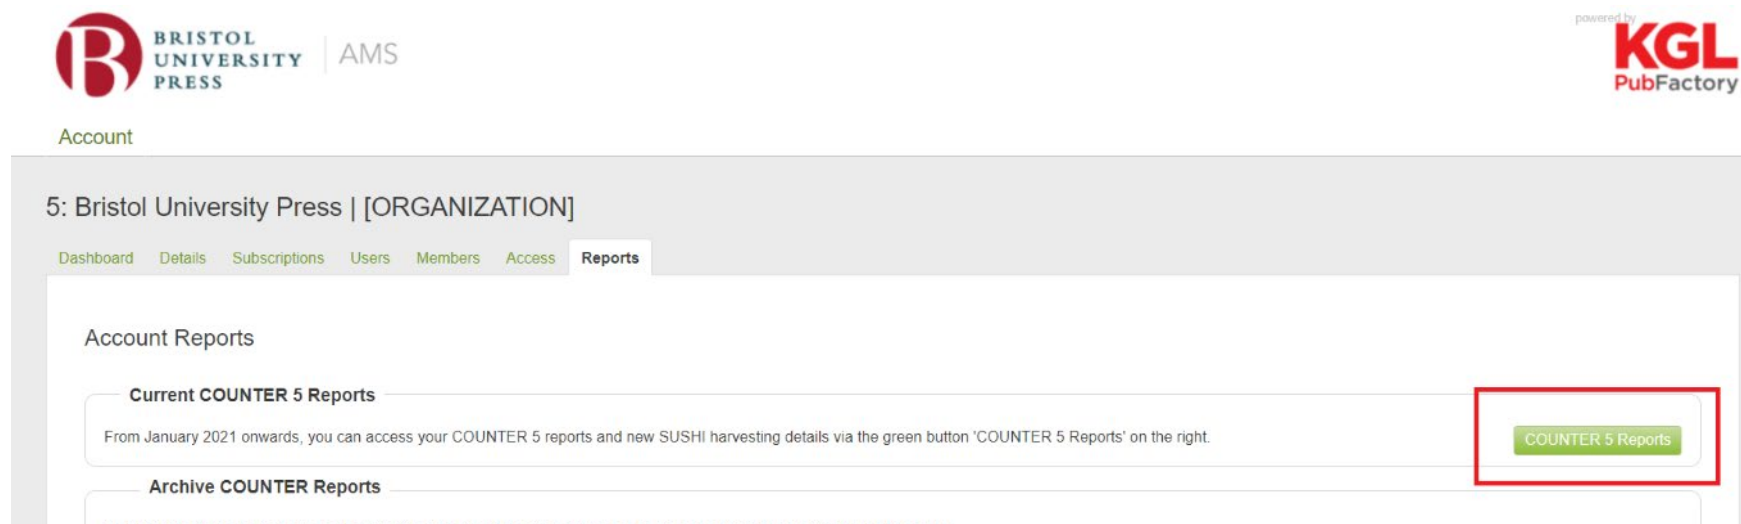 BRISTOL
UNIVERSITY
PRESS
AMS
powered by
KGL
PubFactory
Account
5: Bristol University Press | [ORGANIZATION]
Dashboard Details Subscriptions Users Members Access Reports
Account Reports
Current COUNTER 5 Reports
From January 2021 onwards, you can access your COUNTER 5 reports and new SUSHI harvesting details via the green button 'COUNTER 5 Reports' on the right.
COUNTER 5 Reports
Archive COUNTER Reports